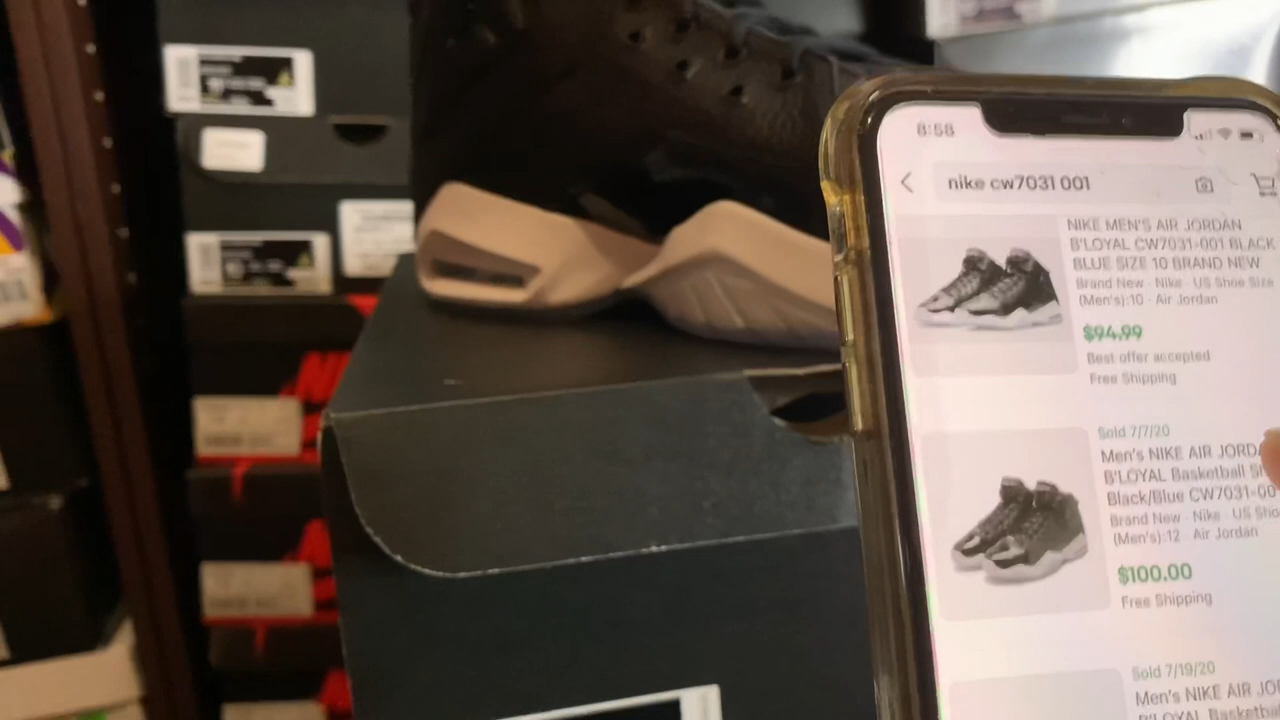 8:58
nike cw7031 001
NIKE MEN'S AIR JORDAN
B'LOYAL CW7031-001 BLACK
BLUE SIZE 10 BRAND NEW
Brand New · Nike · US Shoe Size
(Men's):10 · Air Jordan
$94.99
Best offer accepted
Free Shipping
Sold 7/7/20
Men's NIKE AIR JORDA
B'LOYAL Basketball S
Black/Blue CW7031-00
Brand New · Nike · US Sho
(Men's):12 · Air Jordan
$100.00
Free Shipping
Sold 7/19/20
Men's NIKE AIR JO
B'LOYAL Basketba